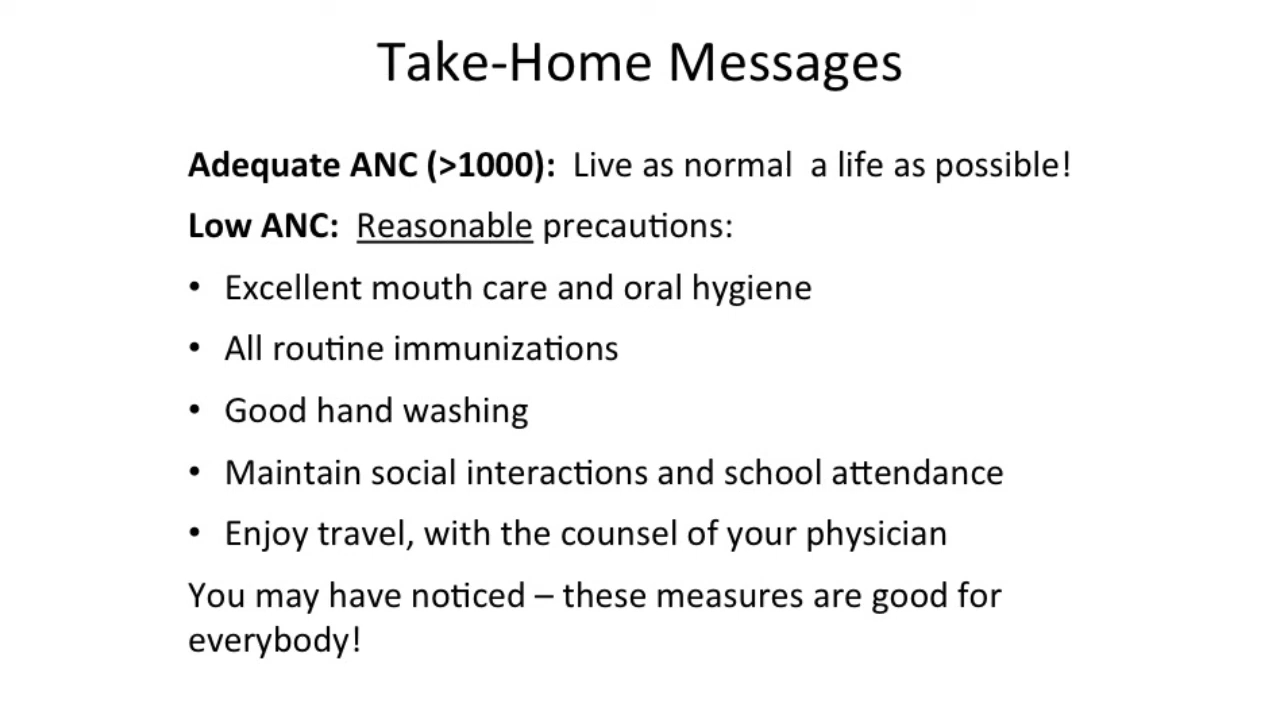 Take-Home Messages
Adequate ANC (>1000):  Live as normal  a life as possible!
Low ANC:  Reasonable precautions:
• Excellent mouth care and oral hygiene
• All routine immunizations
• Good hand washing
• Maintain social interactions and school attendance
• Enjoy travel, with the counsel of your physician
You may have noticed – these measures are good for
everybody!